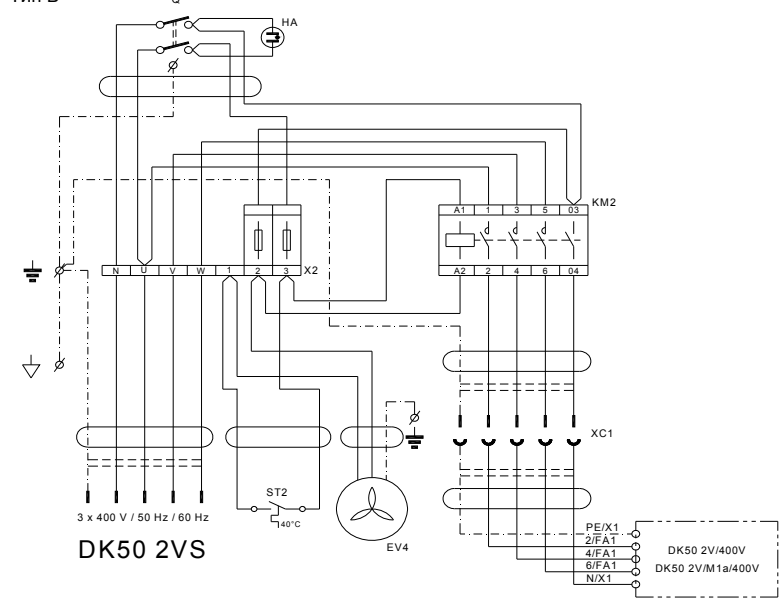 Q
HA
KM2
A1 1 3 5 03
N U V W 1 2 3 X2
A2 2 4 6 04
XC1
ST2
40°C
3 x 400 V / 50 Hz / 60 Hz
EV4
DK50 2VS
PE/X1
2/FA1
4/FA1
6/FA1
N/X1
DK50 2V/400V
DK50 2V/M1a/400V